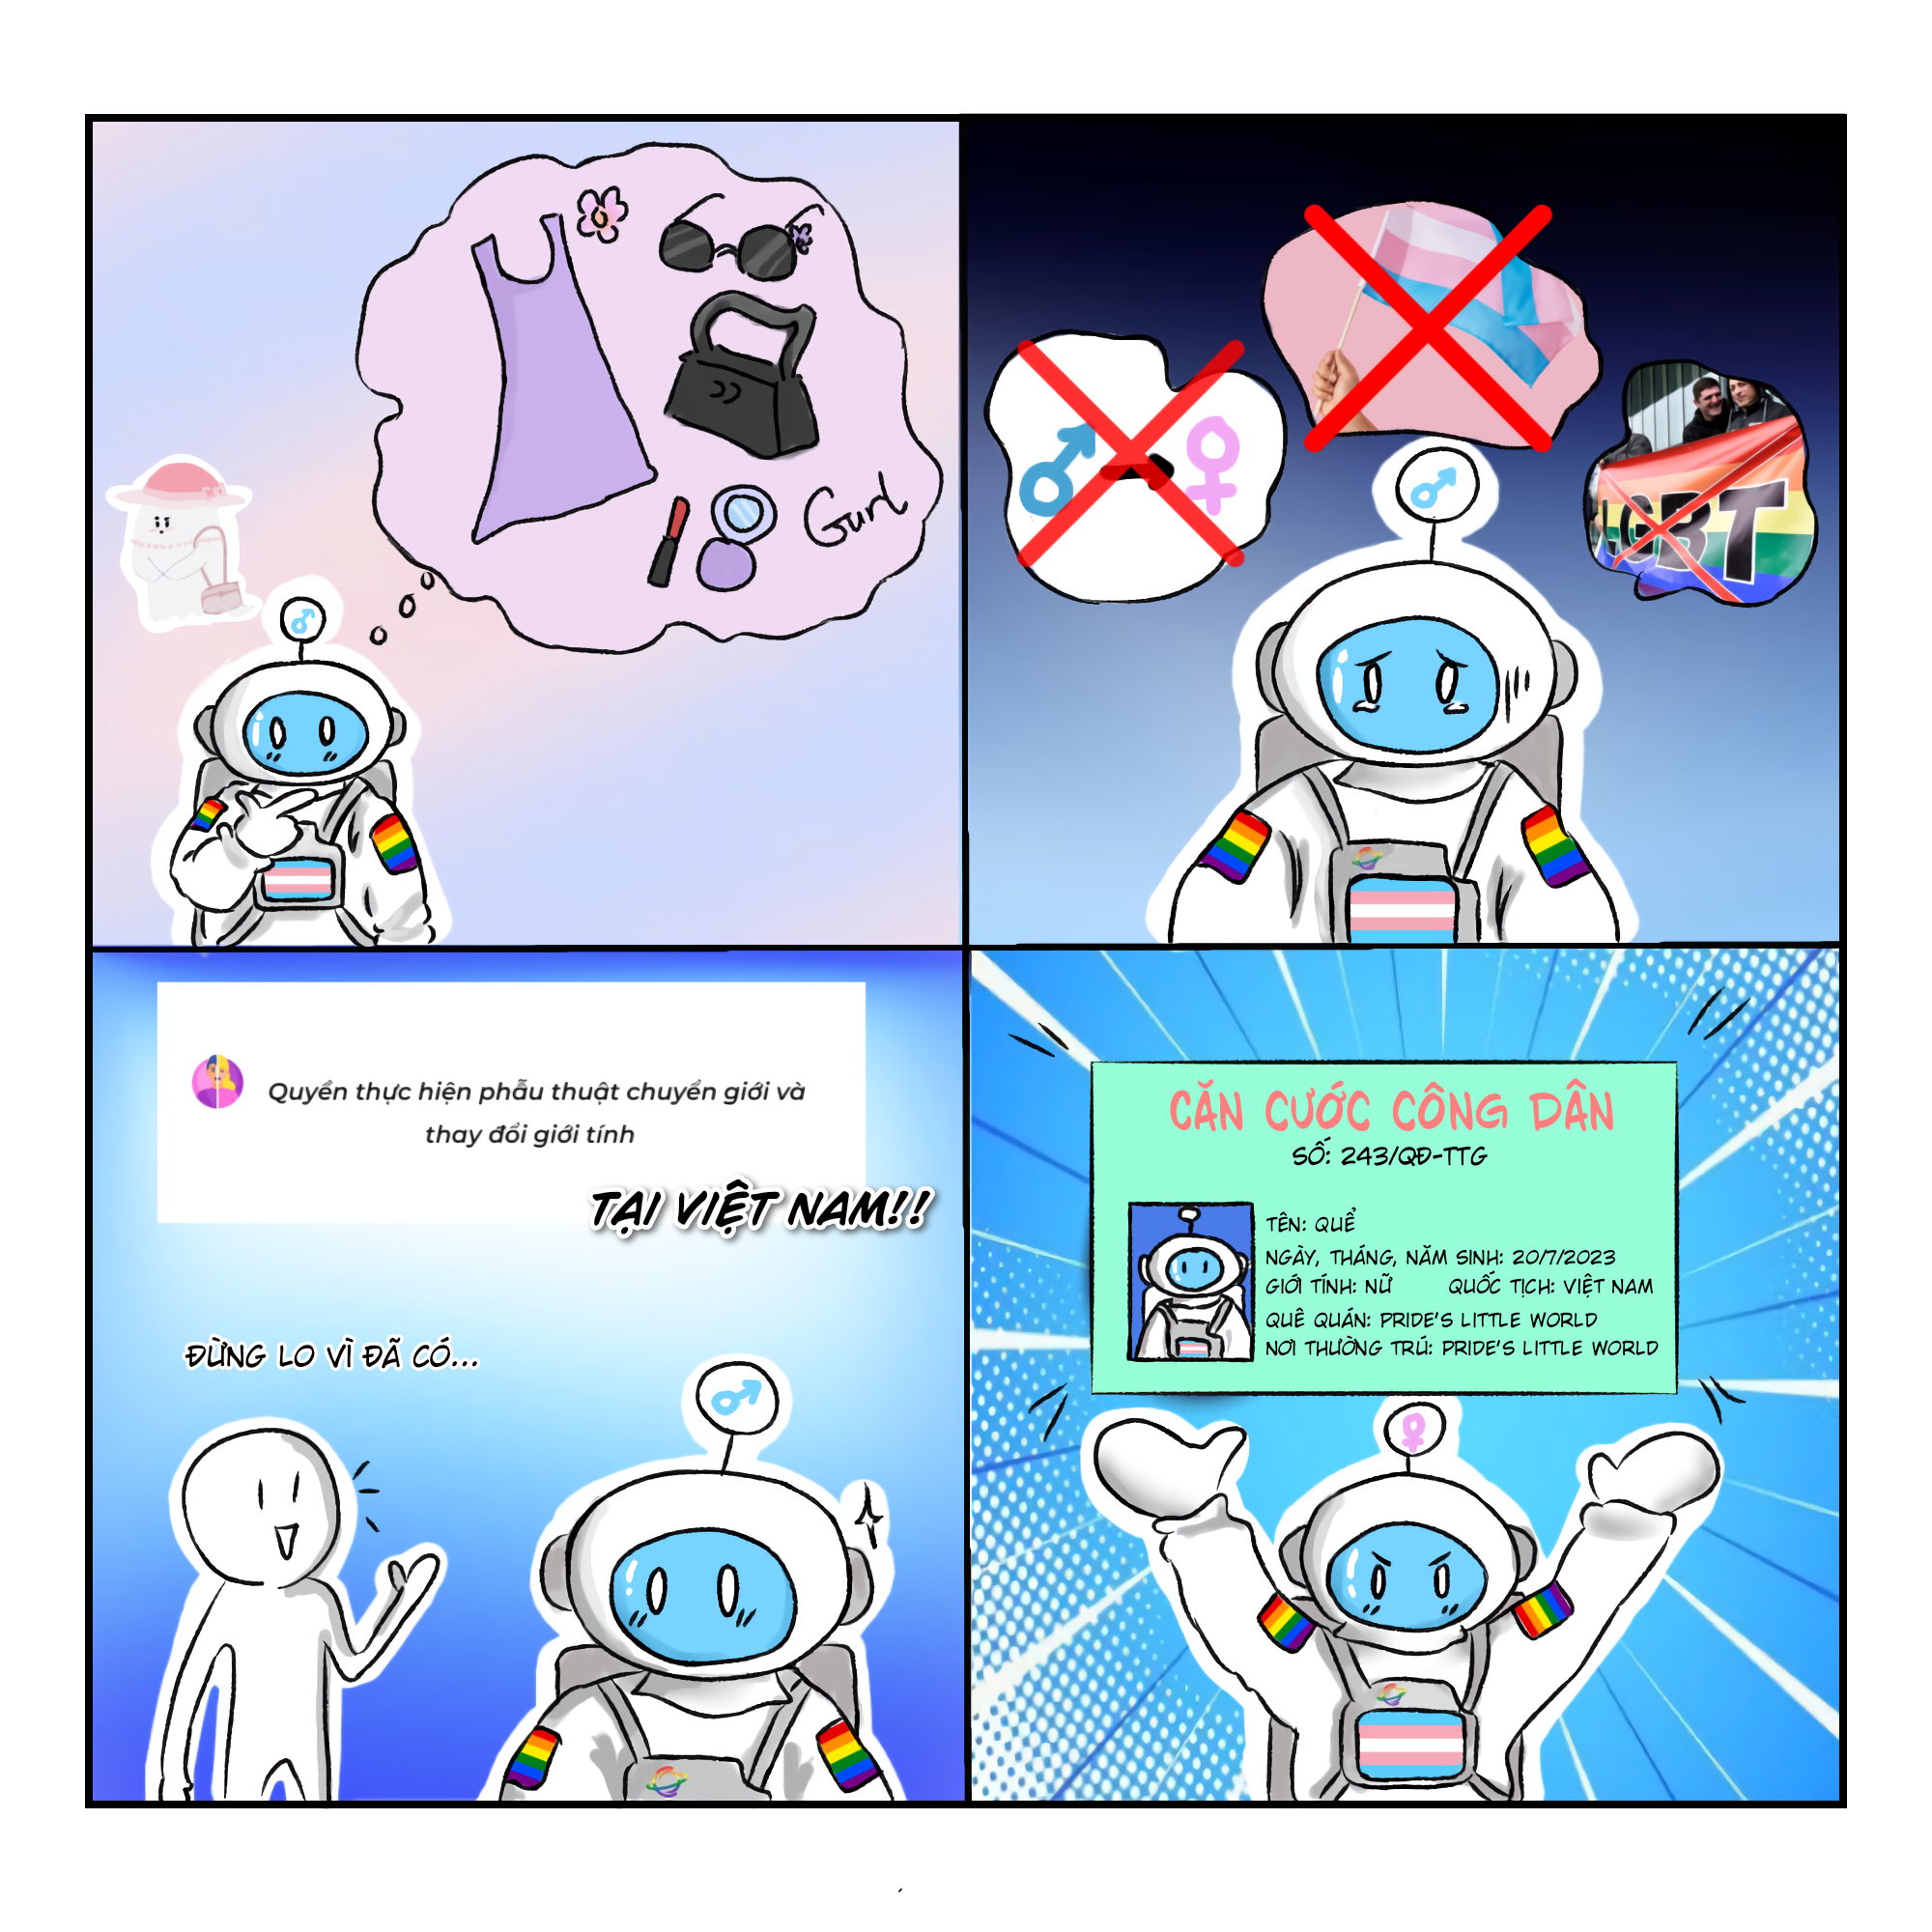 Gurl
LGBT
Quyền thực hiện phẫu thuật chuyển giới và
thay đổi giới tính
TẠI VIỆT NAM!!
ĐỪNG LO VÌ ĐÃ CÓ...
CĂN CƯỚC CÔNG DÂN
SỐ: 243/QĐ-TTG
TÊN: QUỂ
NGÀY, THÁNG, NĂM SINH: 20/7/2023
GIỚI TÍNH: NỮ QUỐC TỊCH: VIỆT NAM
QUÊ QUÁN: PRIDE'S LITTLE WORLD
NƠI THƯỜNG TRÚ: PRIDE'S LITTLE WORLD